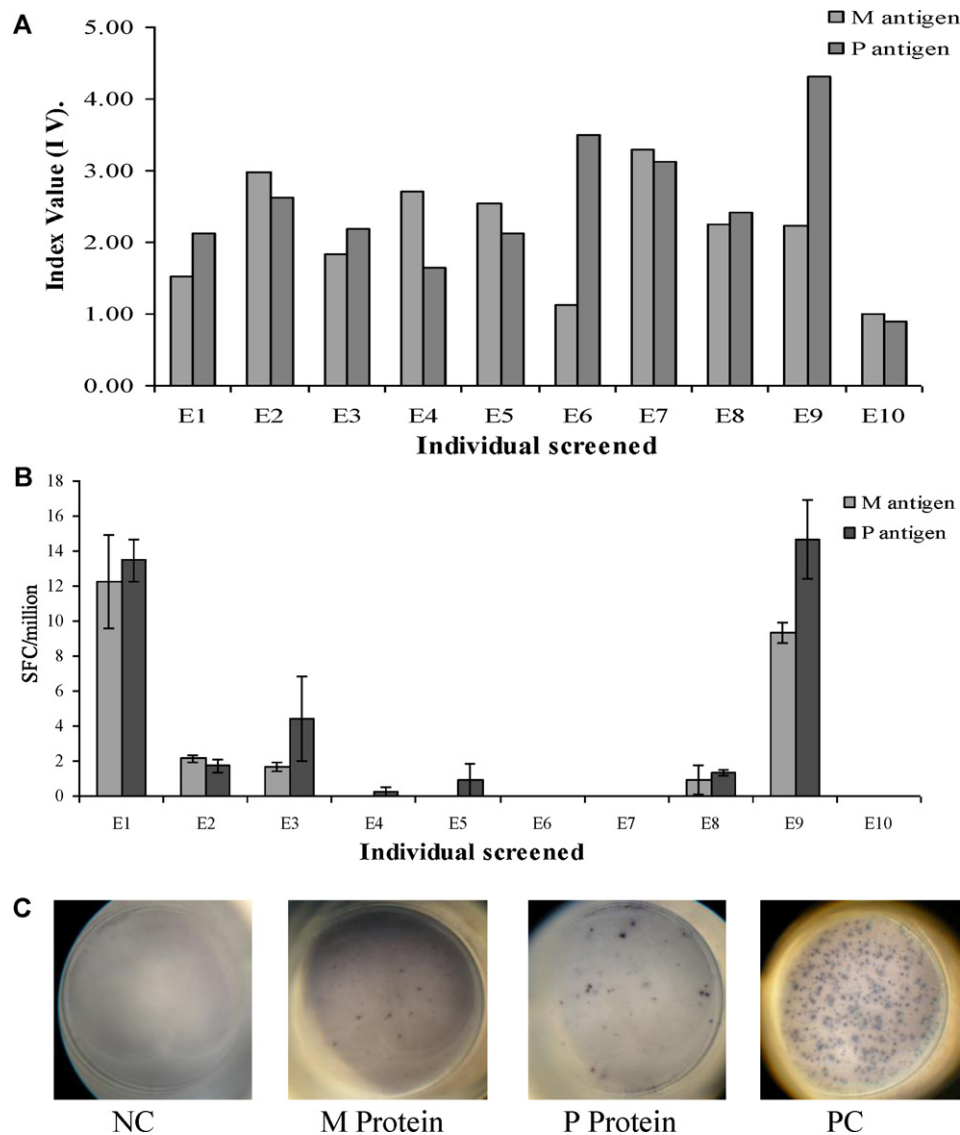 A
M antigen
P antigen
Index Value (I V).
5.00
4.00
3.00
2.00
1.00
0.00
E1 E2 E3 E4 E5 E6 E7 E8 E9 E10
Individual screened
B
M antigen
P antigen
SFC/million
18
16
14
12
10
8
6
4
2
0
E1 E2 E3 E4 E5 E6 E7 E8 E9 E10
Individual screened
C
NC M Protein P Protein PC